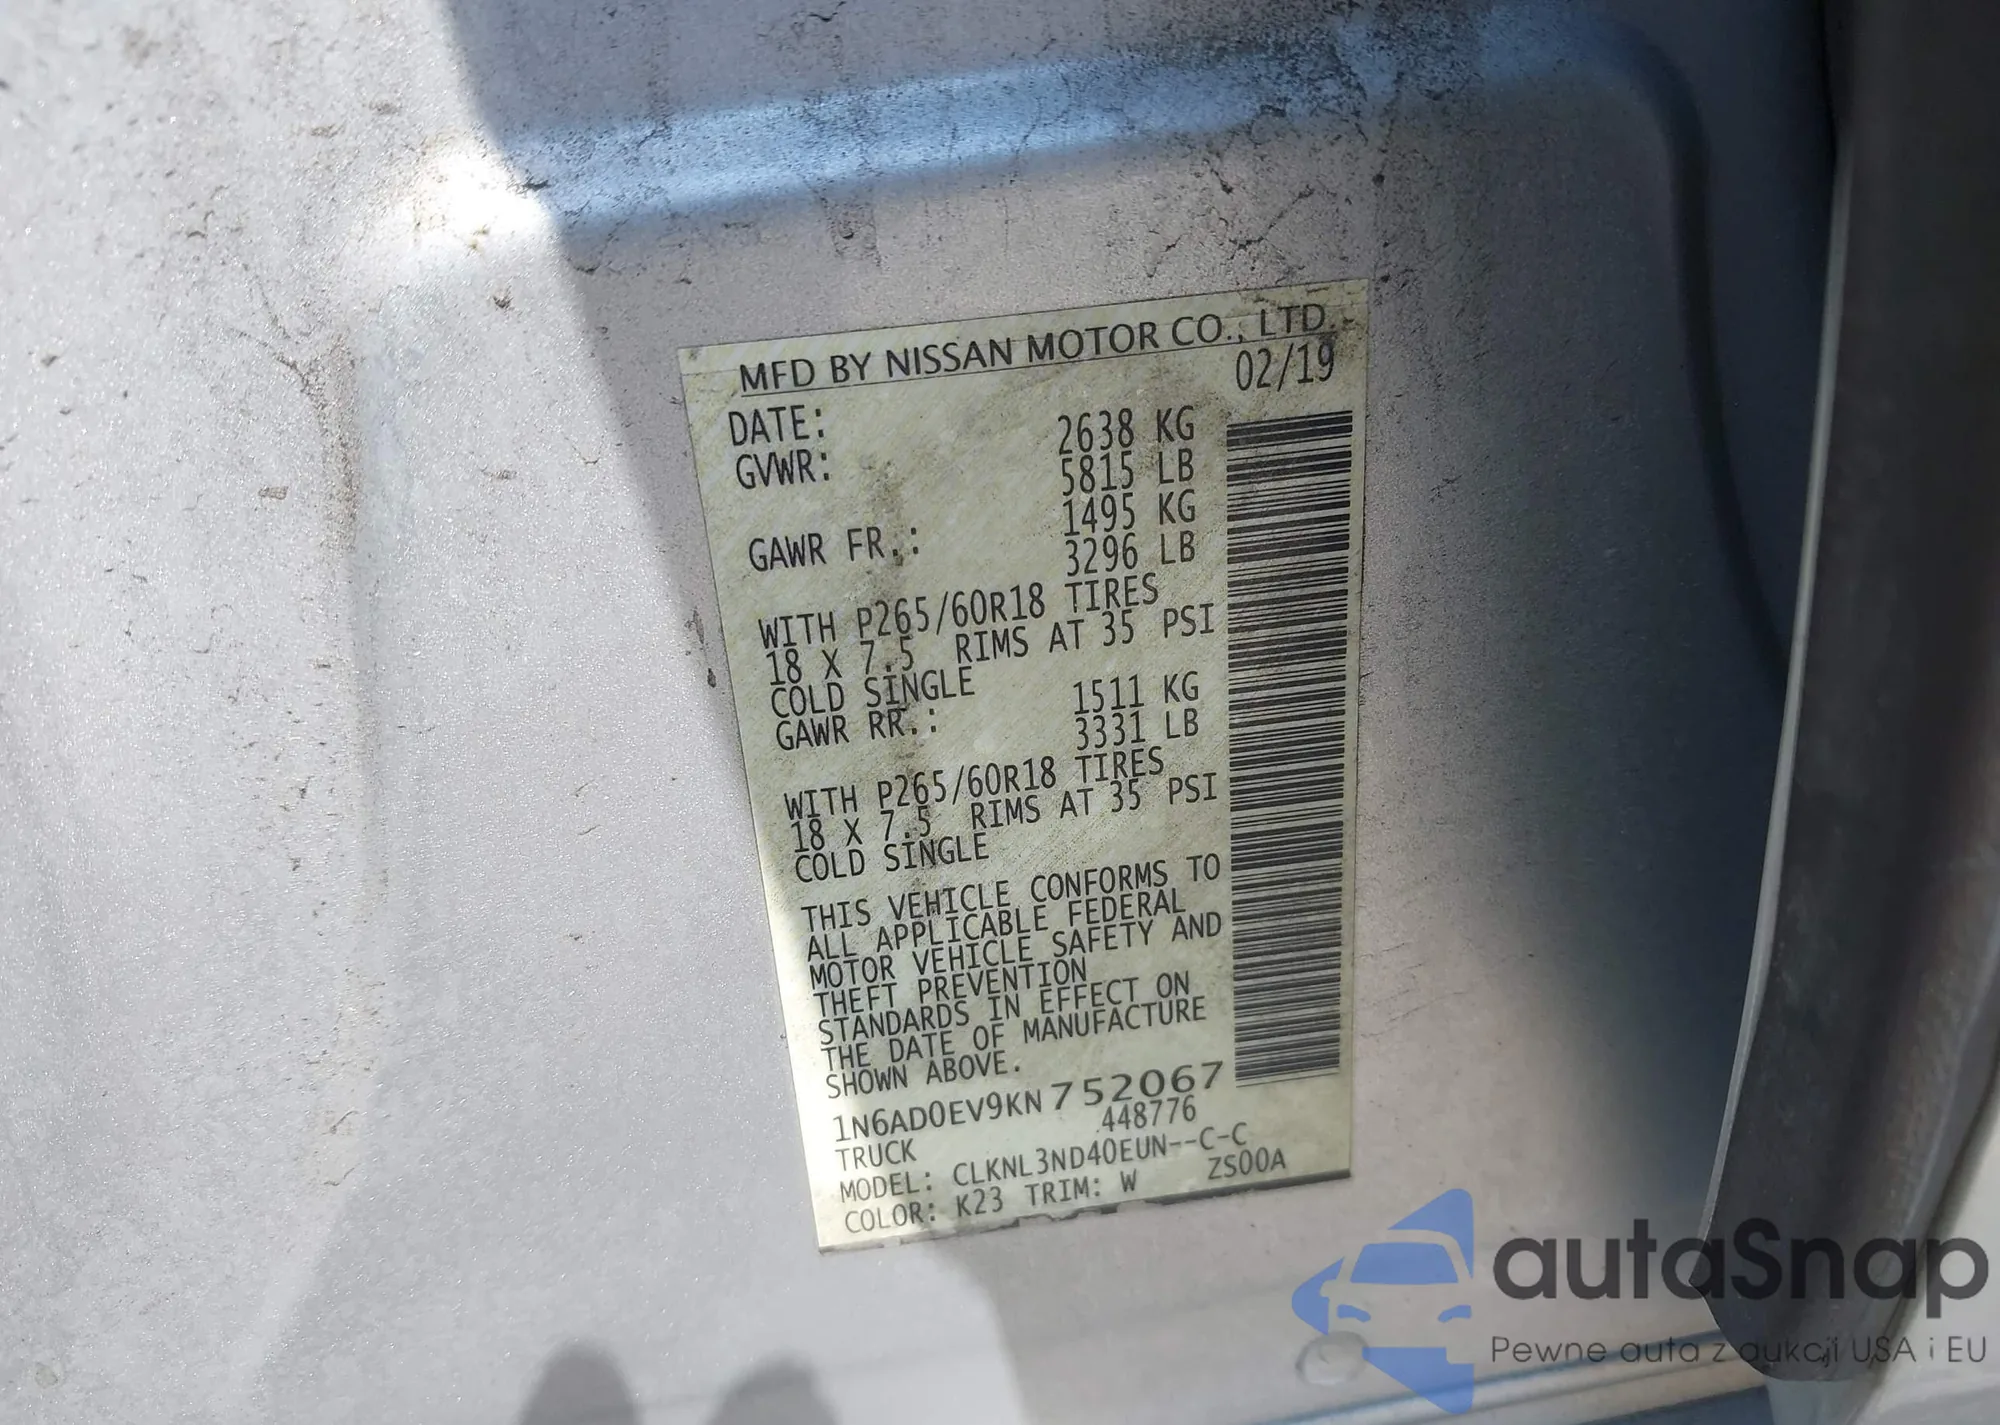 MFD BY NISSAN MOTOR CO., LTD.
DATE: 02/19
GVWR: 2638 KG
5815 LB
GAWR FR.: 1495 KG
3296 LB
WITH P265/60R18 TIRES
18 X 7.5 RIMS AT 35 PSI
COLD SINGLE
GAWR RR.: 1511 KG
3331 LB
WITH P265/60R18 TIRES
18 X 7.5 RIMS AT 35 PSI
COLD SINGLE
THIS VEHICLE CONFORMS TO
ALL APPLICABLE FEDERAL
MOTOR VEHICLE SAFETY AND
THEFT PREVENTION
STANDARDS IN EFFECT ON
THE DATE OF MANUFACTURE
SHOWN ABOVE.
1N6AD0EV9KN752067
TRUCK 448776
MODEL: CLKNL3ND40EUN--C-C
COLOR: K23 TRIM: W ZS00A
autaSnap
Pewne auta z aukcji USA i EU